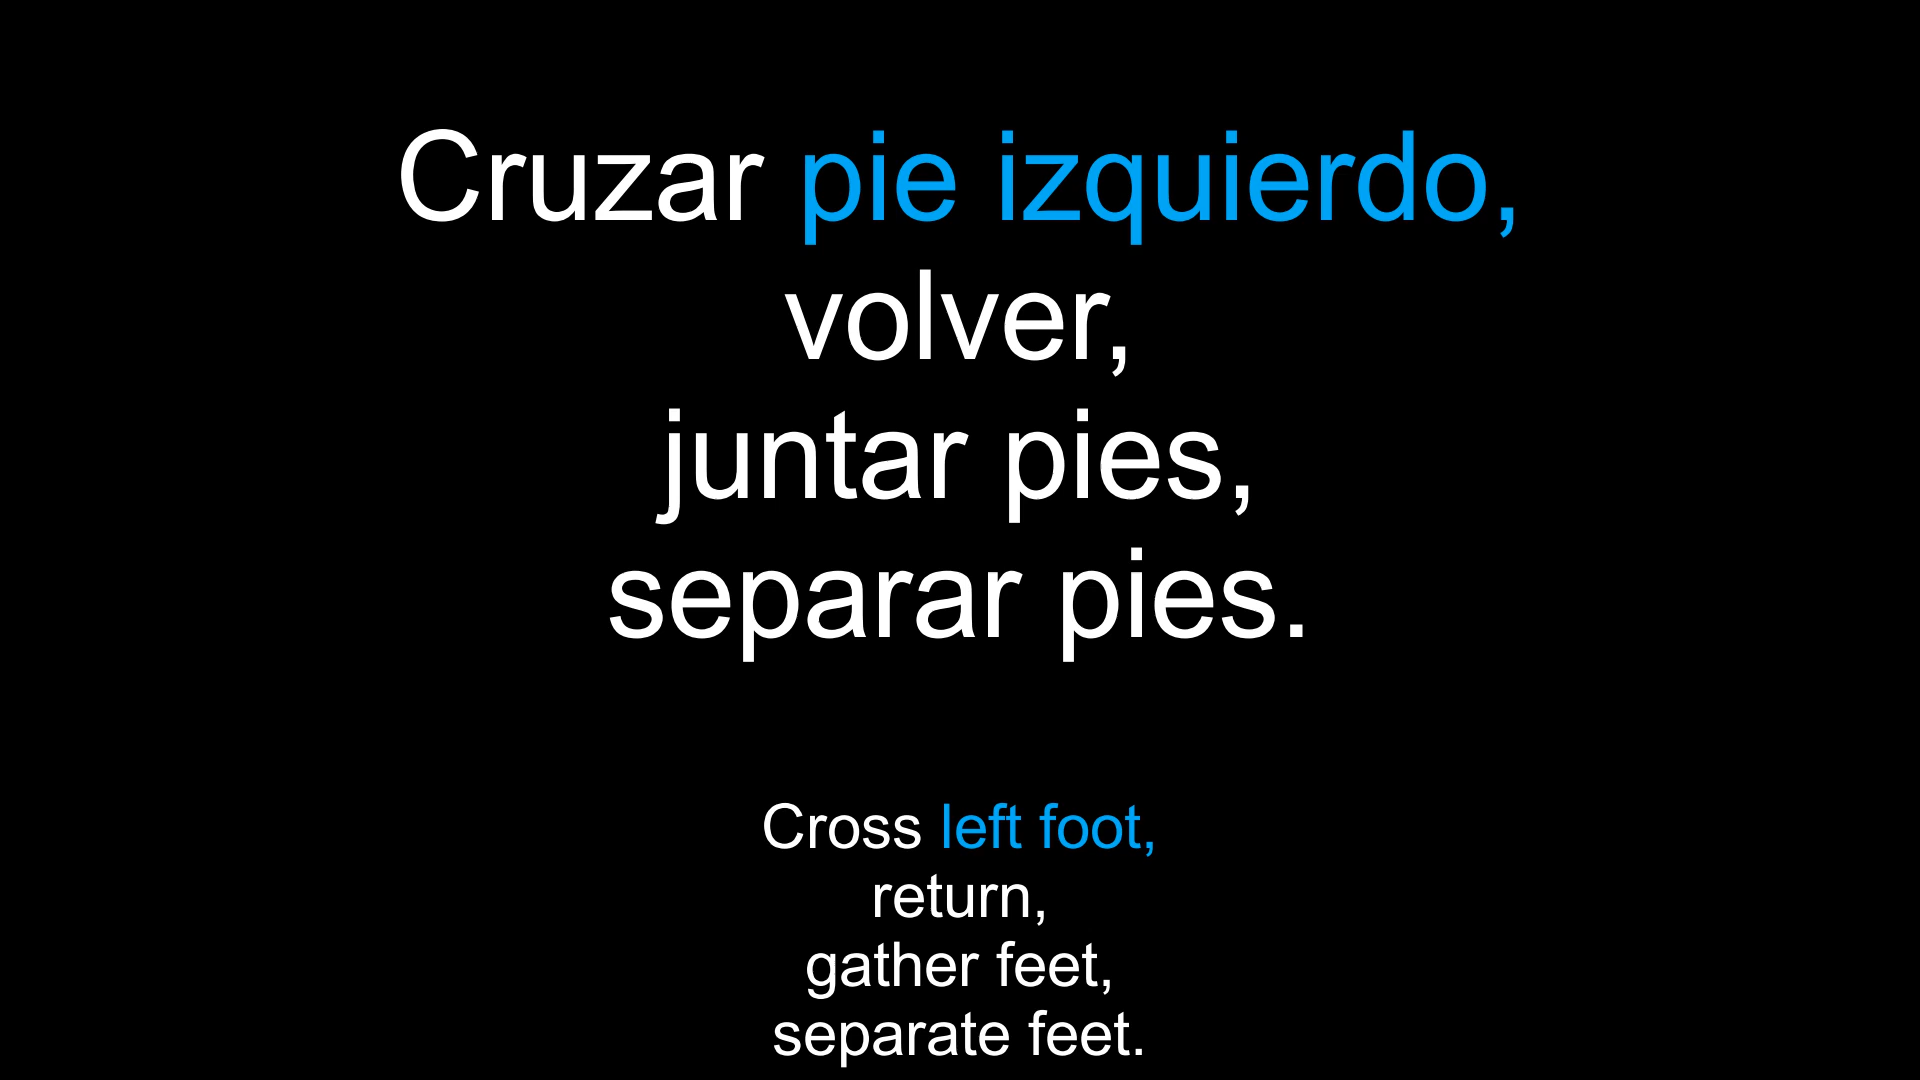 Cruzar pie izquierdo,
volver,
juntar pies,
separar pies.
Cross left foot,
return,
gather feet,
separate feet.